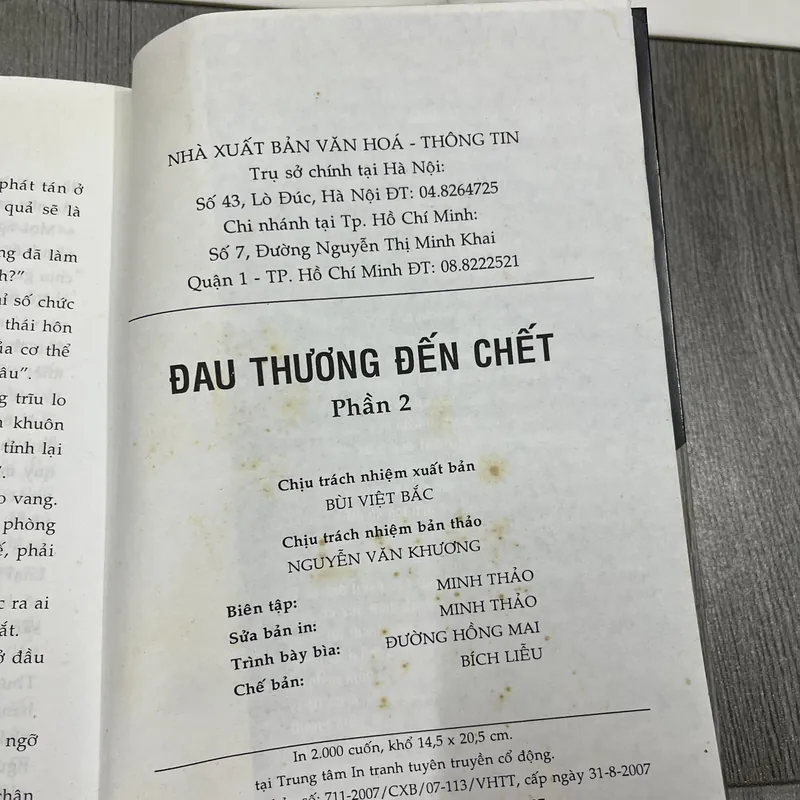 phát tán ở
quả sẽ là
ng đã làm
h?”
ỉ số chức
thái hôn
ủa cơ thể
âu”.
g trĩu lo
khuôn
tỉnh lại
vang.
phòng
phải
ra ai
ắt.
ở đầu
ngỡ
chân
NHÀ XUẤT BẢN VĂN HOÁ - THÔNG TIN
Trụ sở chính tại Hà Nội:
Số 43, Lò Đúc, Hà Nội ĐT: 04.8264725
Chi nhánh tại Tp. Hồ Chí Minh:
Số 7, Đường Nguyễn Thị Minh Khai
Quận 1 - TP. Hồ Chí Minh ĐT: 08.8222521
ĐAU THƯƠNG ĐẾN CHẾT
Phần 2
Chịu trách nhiệm xuất bản
BÙI VIỆT BẮC
Chịu trách nhiệm bản thảo
NGUYỄN VĂN KHƯƠNG
Biên tập: MINH THẢO
Sửa bản in: MINH THẢO
Trình bày bìa: ĐƯỜNG HỒNG MAI
Chế bản: BÍCH LIỄU
In 2.000 cuốn, khổ 14,5 x 20,5 cm.
tại Trung tâm In tranh tuyên truyền cổ động.
số: 711-2007/CXB/07-113/VHTT, cấp ngày 31-8-2007